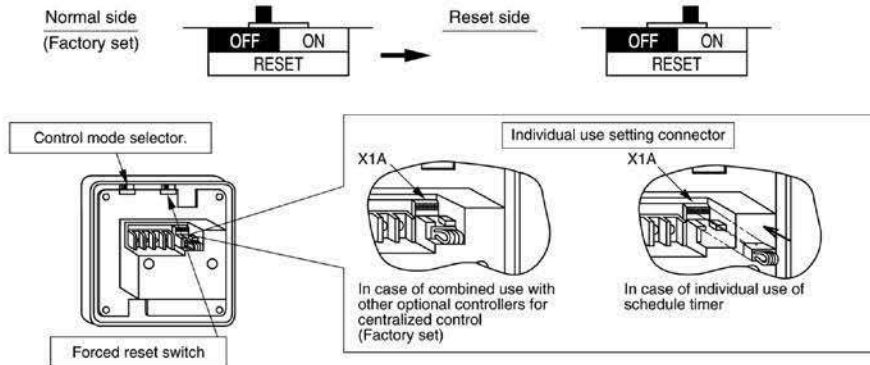 Normal side
(Factory set)
OFF ON
RESET
Reset side
OFF ON
RESET
Control mode selector.
Forced reset switch
Individual use setting connector
X1A
In case of combined use with
other optional controllers for
centralized control
(Factory set)
X1A
In case of individual use of
schedule timer